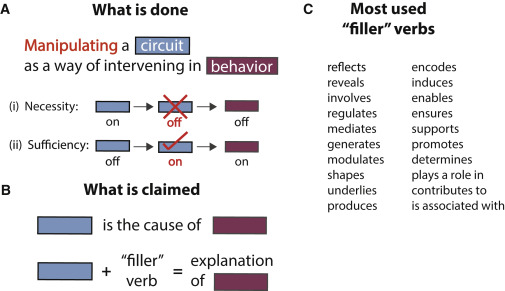 A
What is done
Manipulating a circuit
as a way of intervening in behavior
(i) Necessity:
on
off
off
(ii) Sufficiency:
off
on
on
B
What is claimed
is the cause of
+ "filler" verb = explanation of
C
Most used
"filler" verbs
reflects encodes
reveals induces
involves enables
regulates ensures
mediates supports
generates promotes
modulates determines
shapes plays a role in
underlies contributes to
produces is associated with